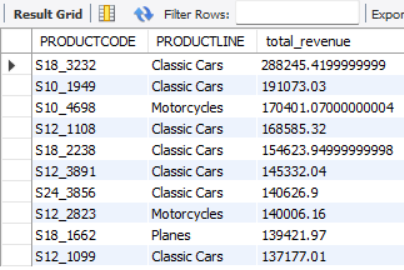 Result Grid Filter Rows: Expor
PRODUCTCODE PRODUCTLINE total_revenue
S18_3232 Classic Cars 288245.4199999999
S10_1949 Classic Cars 191073.03
S10_4698 Motorcycles 170401.07000000004
S12_1108 Classic Cars 168585.32
S18_2238 Classic Cars 154623.94999999998
S12_3891 Classic Cars 145332.04
S24_3856 Classic Cars 140626.9
S12_2823 Motorcycles 140006.16
S18_1662 Planes 139421.97
S12_1099 Classic Cars 137177.01